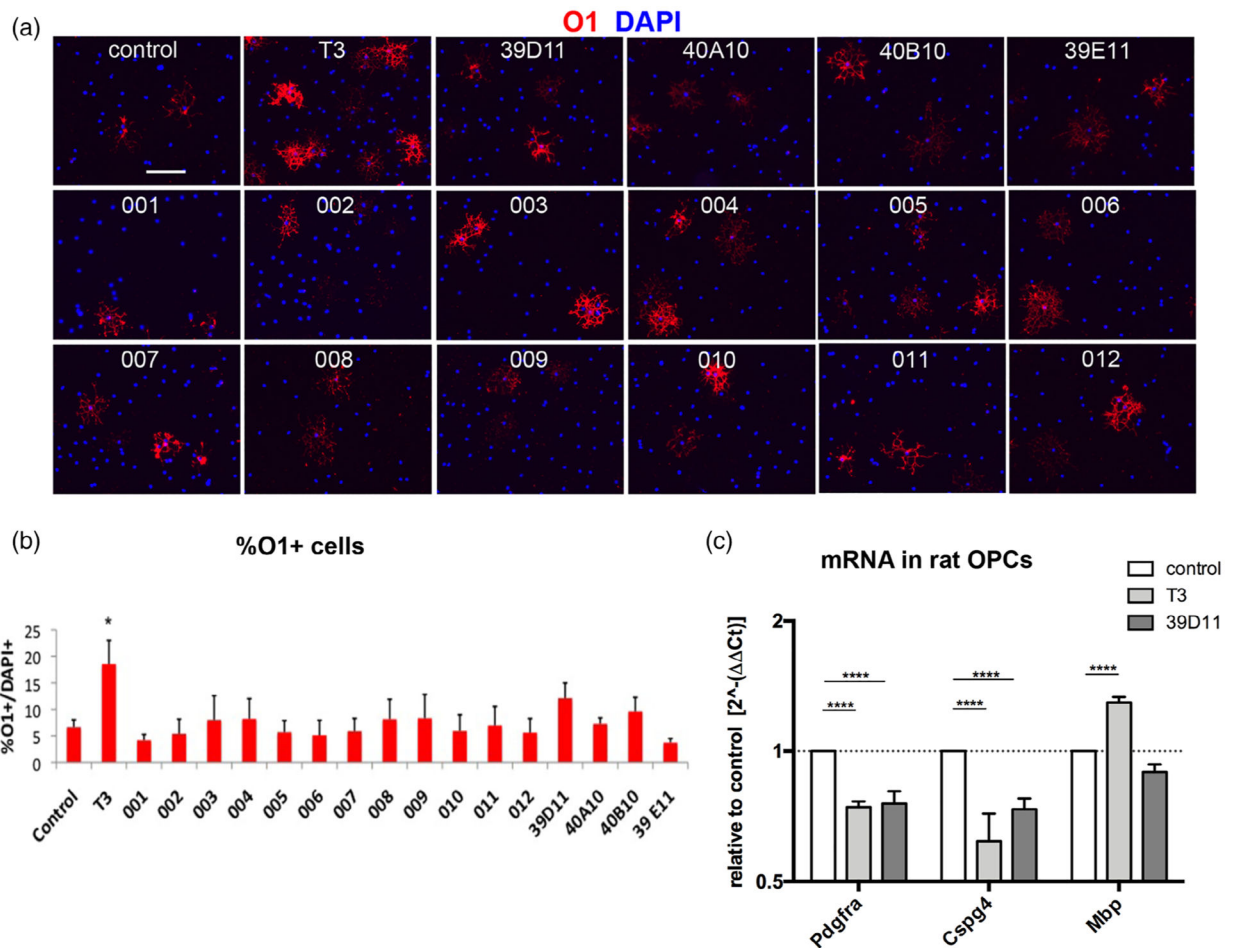 (a)
O1 DAPI
control T3 39D11 40A10 40B10 39E11
001 002 003 004 005 006
007 008 009 010 011 012
(b)
%O1+ cells
%O1+/DAPI+
25
20
15
10
5
0
*
Control T3 001 002 003 004 005 006 007 008 009 010 011 012 39D11 40A10 40B10 39 E11
(c)
mRNA in rat OPCs
control
T3
39D11
relative to control [2^-(ΔΔCt)]
2
1
0.5
**** **** ****
**** ****
Pdgfra Cspg4 Mbp